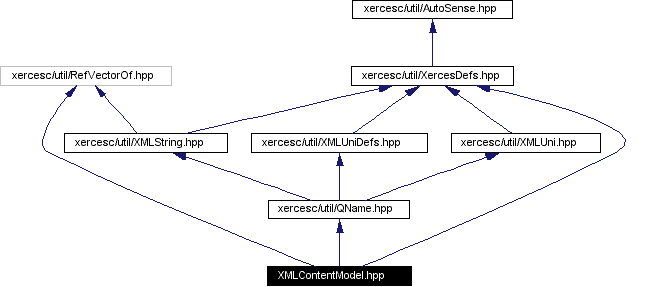 xercesc/util/AutoSense.hpp
xercesc/util/RefVectorOf.hpp
xercesc/util/XercesDefs.hpp
xercesc/util/XMLString.hpp
xercesc/util/XMLUniDefs.hpp
xercesc/util/XMLUni.hpp
xercesc/util/QName.hpp
XMLContentModel.hpp